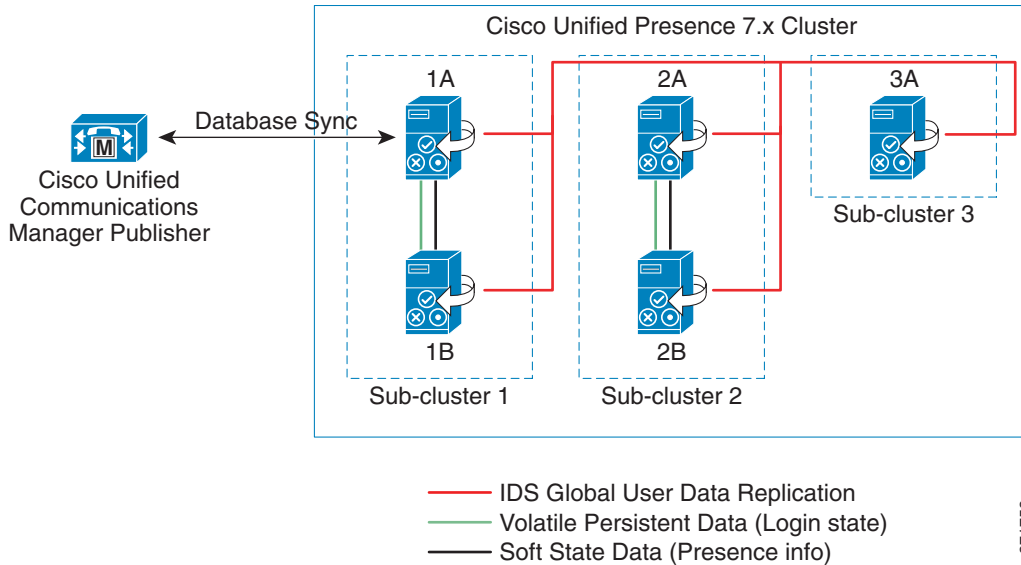 Cisco Unified Presence 7.x Cluster
1A
2A
3A
Database Sync
M
Cisco Unified
Communications
Manager Publisher
Sub-cluster 3
1B
2B
Sub-cluster 1
Sub-cluster 2
IDS Global User Data Replication
Volatile Persistent Data (Login state)
Soft State Data (Presence info)